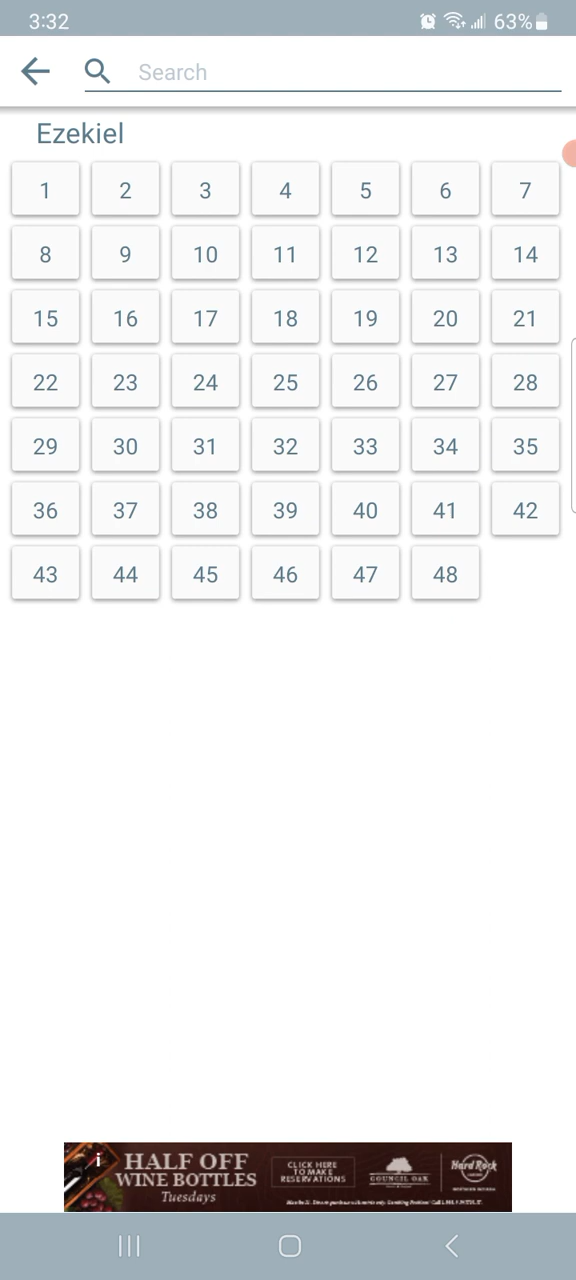 3:32 63%
Search
Ezekiel
1 2 3 4 5 6 7
8 9 10 11 12 13 14
15 16 17 18 19 20 21
22 23 24 25 26 27 28
29 30 31 32 33 34 35
36 37 38 39 40 41 42
43 44 45 46 47 48
i
HALF OFF
WINE BOTTLES
Tuesdays
CLICK HERE
TO MAKE
RESERVATIONS
COUNCIL OAK
Hard Rock